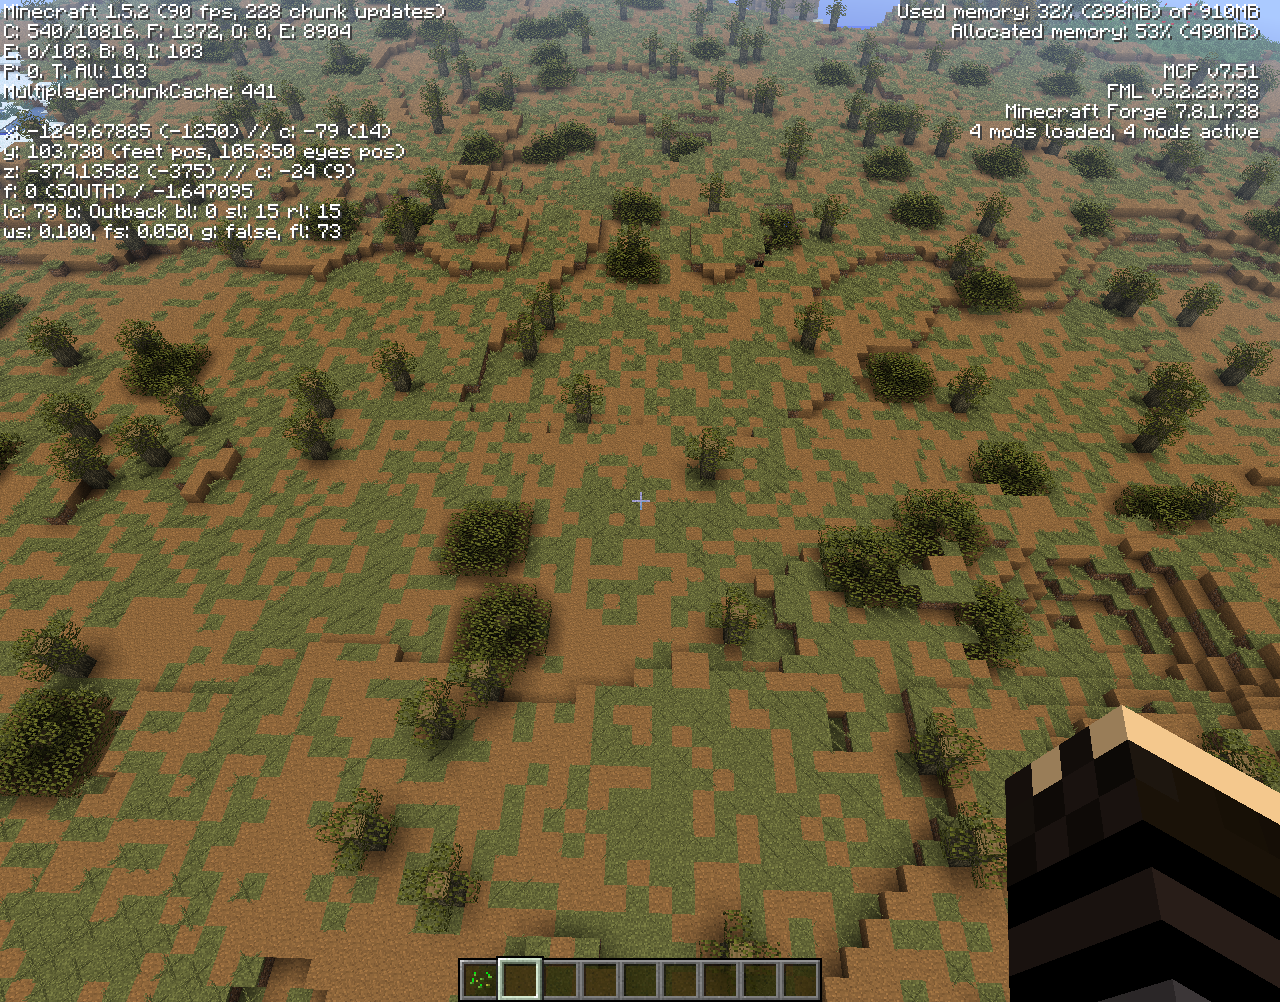 Minecraft 1.5.2 (90 fps, 228 chunk updates)
C: 540/10816, F: 1372, O: 0, E: 8904
E: 0/103, B: 0, I: 103
P: 0, T: All: 103
MultiplayerChunkCache: 441
x: -1249.67885 (-1250) // c: -79 (14)
y: 103.730 (feet pos, 105.350 eyes pos)
z: -374.13582 (-375) // c: -24 (9)
f: 0 (SOUTH) / -1.647095
lc: 79 b: Outback bl: 0 sl: 15 rl: 15
ws: 0.100, fs: 0.050, g: false, fl: 73
Used memory: 32% (298MB) of 910MB
Allocated memory: 53% (490MB)
MCP v7.51
FML v5.2.23.738
Minecraft Forge 7.8.1.738
4 mods loaded, 4 mods active